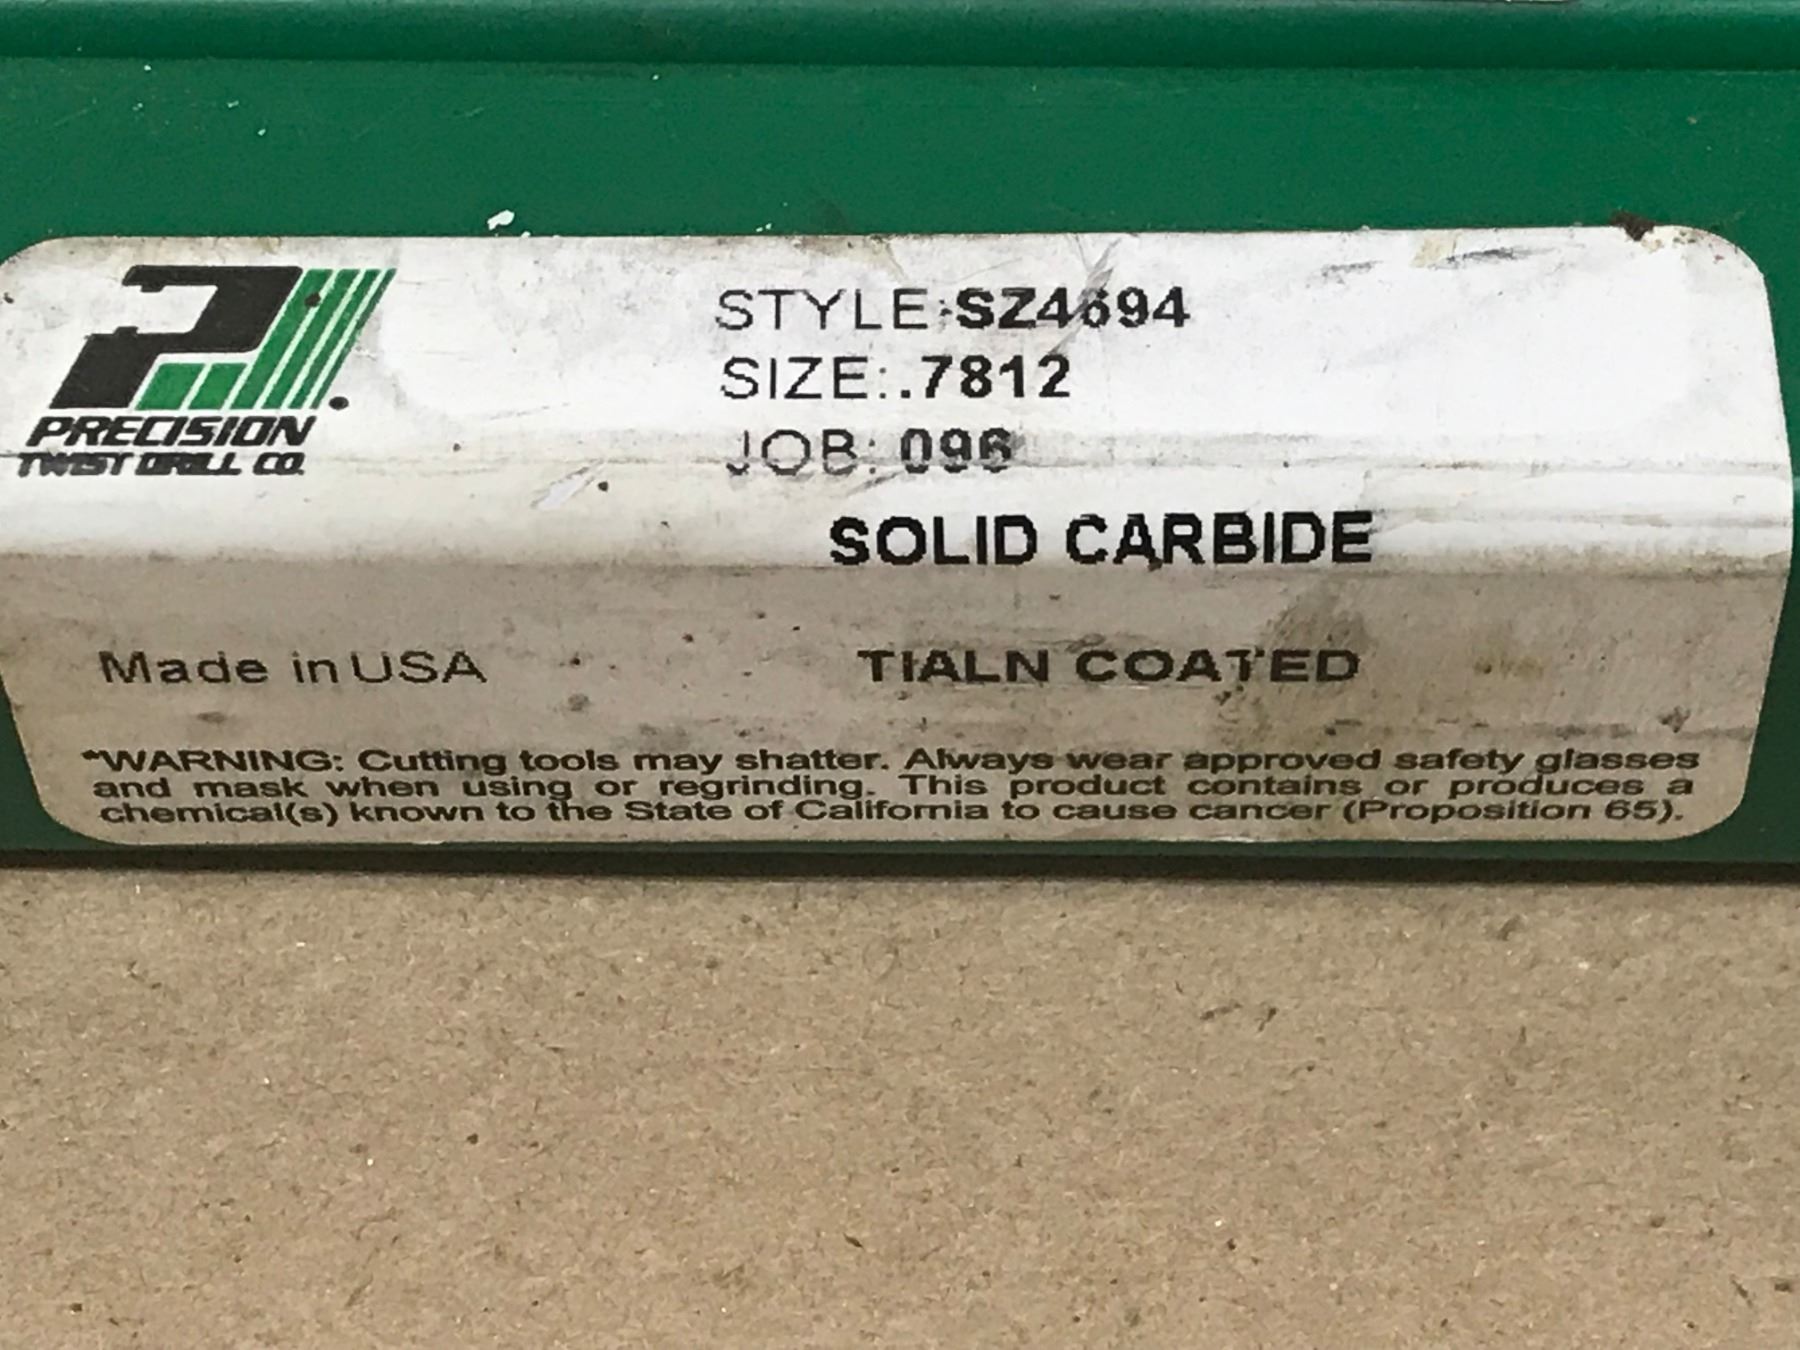 STYLE: SZ4694
SIZE: .7812
PRECISION
TWIST DRILL CO.
JOB: 096
SOLID CARBIDE
Made in USA
TIALN COATED
*WARNING: Cutting tools may shatter. Always wear approved safety glasses
and mask when using or regrinding. This product contains or produces a
chemical(s) known to the State of California to cause cancer (Proposition 65).